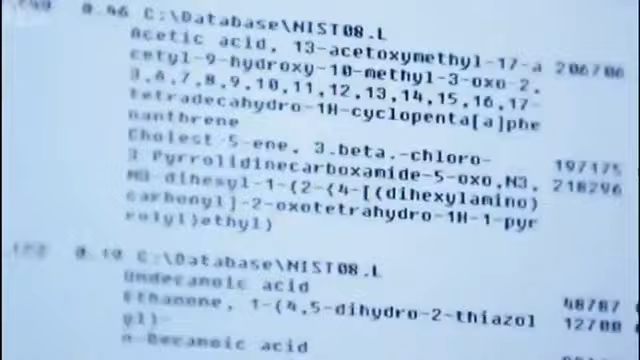 0.46 C:\Database\NIST08.L
Acetic acid, 13-acetoxymethyl-17-a 206706
cetyl-9-hydroxy-10-methyl-3-oxo-2,
3,6,7,8,9,10,11,12,13,14,15,16,17-
tetradecahydro-1H-cyclopenta[a]phe
nanthrene
Cholest-5-ene, 3.beta.-chloro- 197175
3-Pyrrolidinecarboxamide-5-oxo,N3, 218296
N3-dihexyl-1-(2-(4-[(dihexylamino)
carbonyl]-2-oxotetrahydro-1H-1-pyr
rolyl)ethyl)
0.19 C:\Database\NIST08.L
Undecanoic acid 48787
Ethanone, 1-(4,5-dihydro-2-thiazol 12700
yl)-
n-Decanoic acid